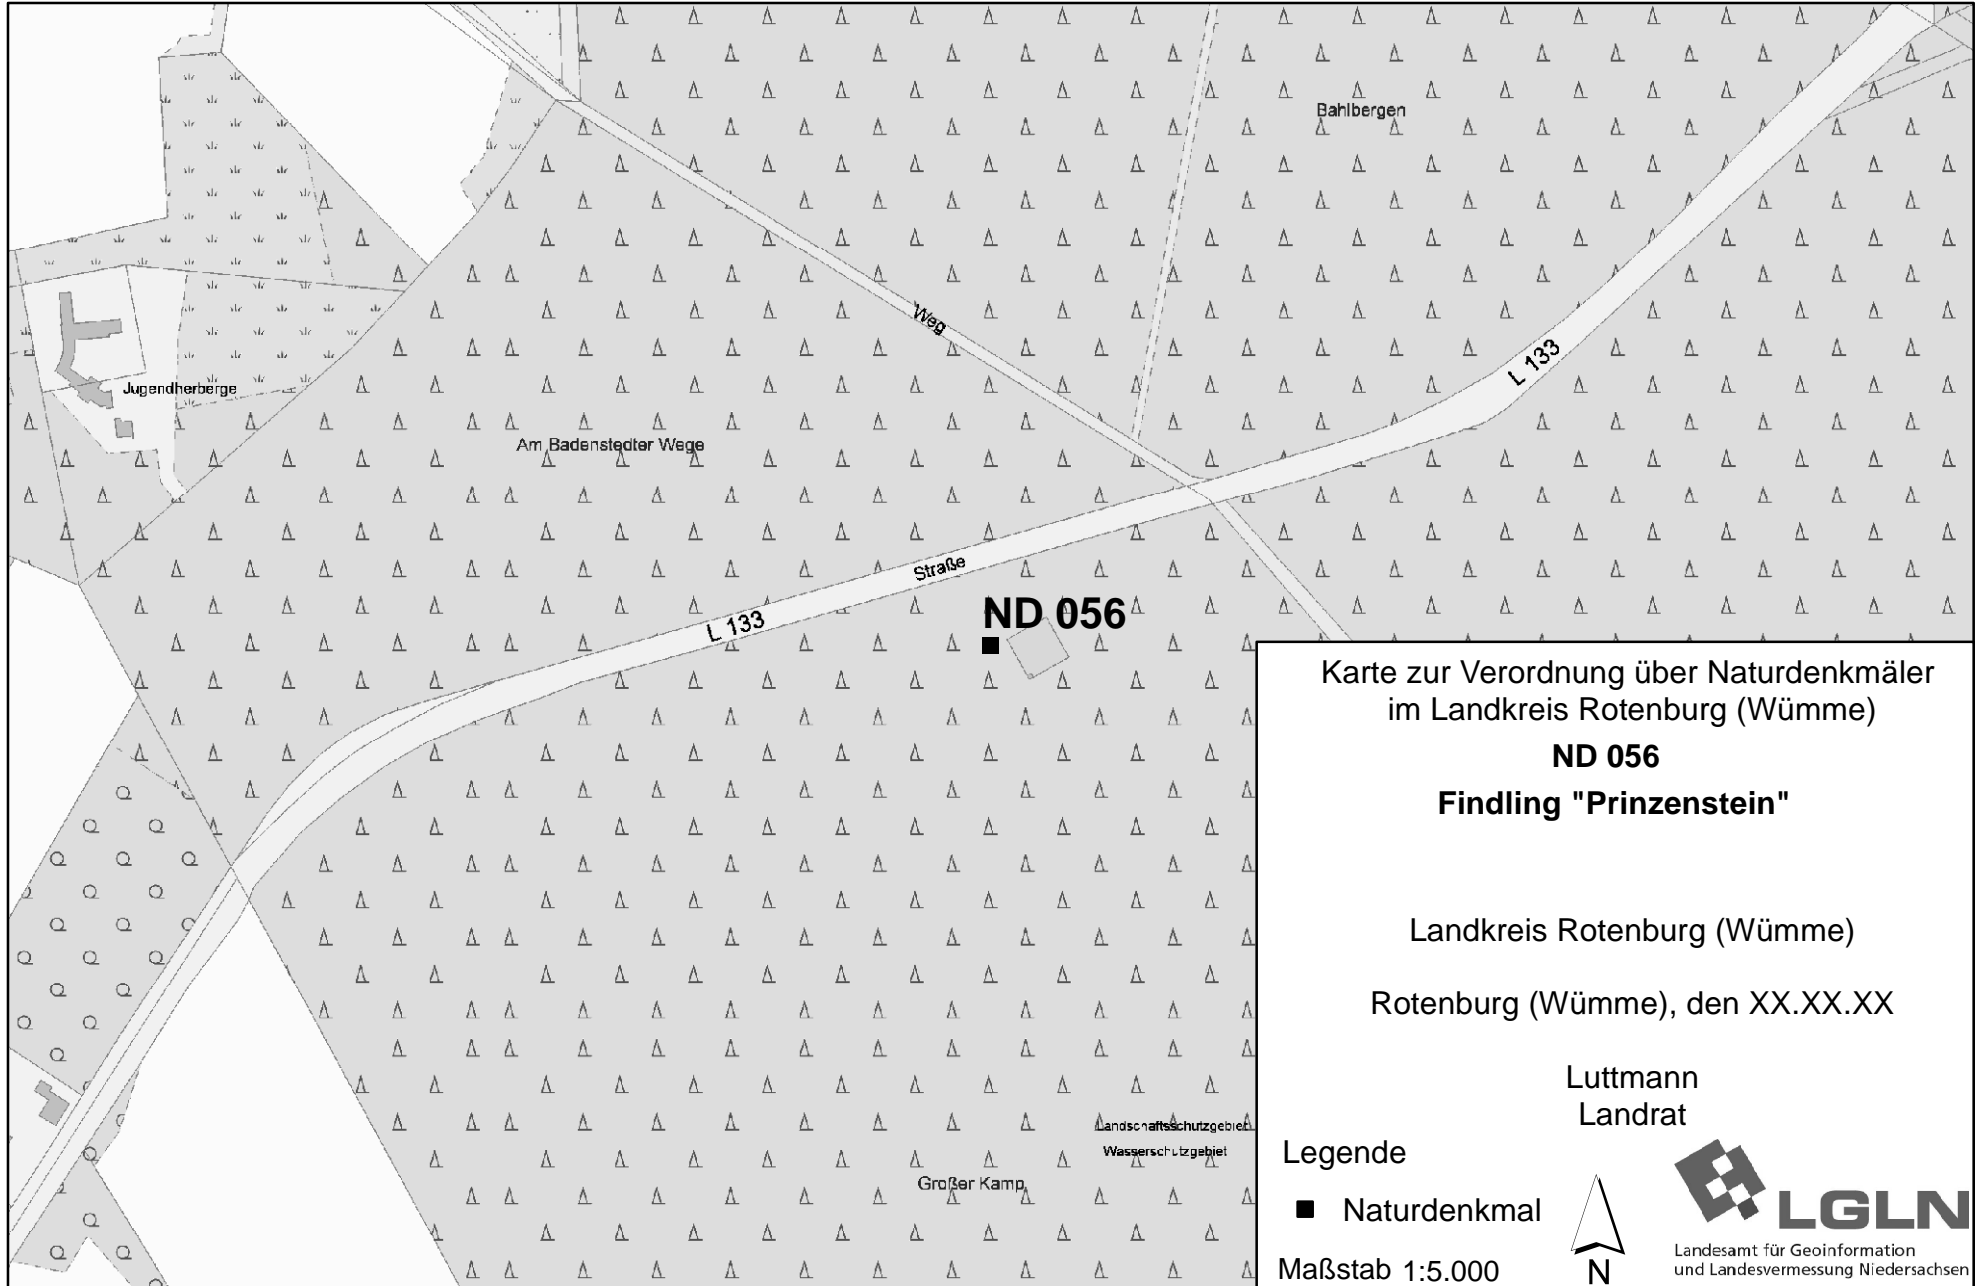 Bahlbergen
Weg
L 133
Jugendherberge
Am Badenstedter Wege
Straße
L 133
ND 056
Landschaftsschutzgebiet
Wasserschutzgebiet
Großer Kamp
Karte zur Verordnung über Naturdenkmäler
im Landkreis Rotenburg (Wümme)
ND 056
Findling "Prinzenstein"
Landkreis Rotenburg (Wümme)
Rotenburg (Wümme), den XX.XX.XX
Luttmann
Landrat
Legende
Naturdenkmal
Maßstab 1:5.000
N
LGLN
Landesamt für Geoinformation
und Landesvermessung Niedersachsen